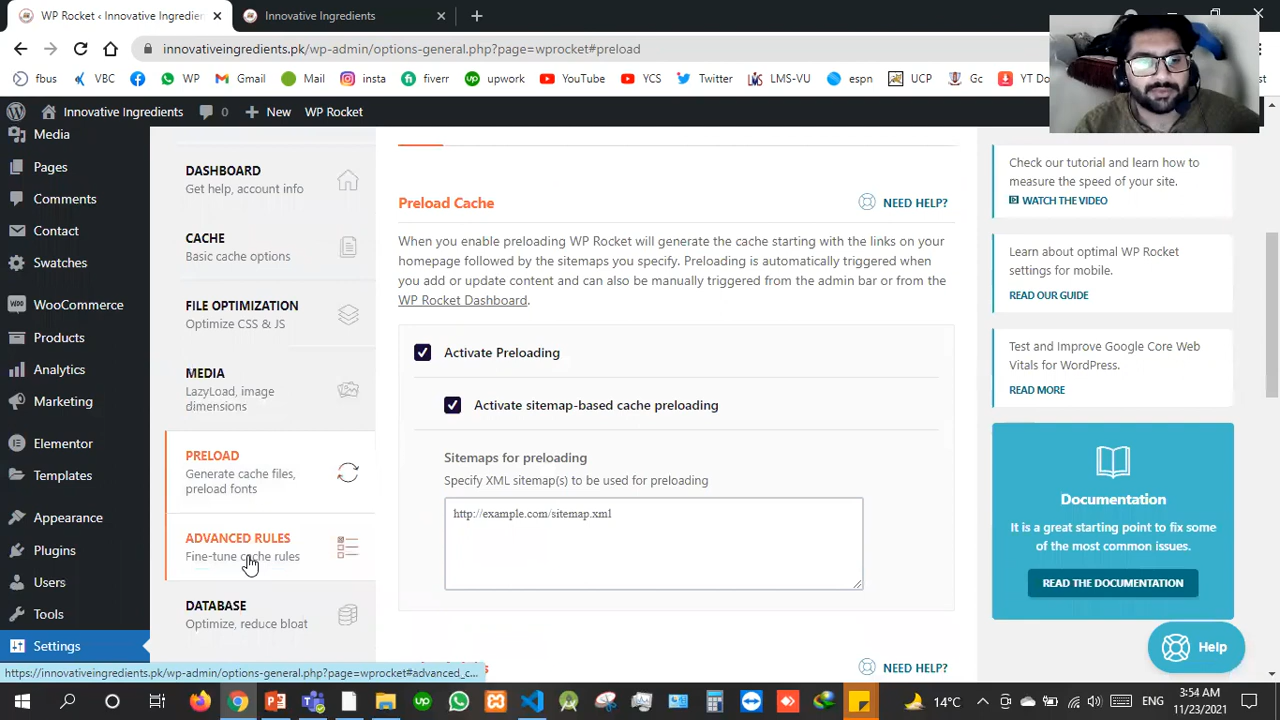 WP Rocket ‹ Innovative Ingredien
Innovative Ingredients
innovativeingredients.pk/wp-admin/options-general.php?page=wprocket#preload
fbus
VBC
WP
Gmail
Mail
insta
fiverr
upwork
YouTube
YCS
Twitter
LMS-VU
espn
UCP
Gc
YT Do
st
Innovative Ingredients
0
New
WP Rocket
Media
Pages
Comments
Contact
Swatches
WooCommerce
Products
Analytics
Marketing
Elementor
Templates
Appearance
Plugins
Users
Tools
Settings
DASHBOARD
Get help, account info
CACHE
Basic cache options
FILE OPTIMIZATION
Optimize CSS & JS
MEDIA
LazyLoad, image
dimensions
PRELOAD
Generate cache files,
preload fonts
ADVANCED RULES
Fine-tune cache rules
DATABASE
Optimize, reduce bloat
Preload Cache
NEED HELP?
When you enable preloading WP Rocket will generate the cache starting with the links on your
homepage followed by the sitemaps you specify. Preloading is automatically triggered when
you add or update content and can also be manually triggered from the admin bar or from the
WP Rocket Dashboard.
Activate Preloading
Activate sitemap-based cache preloading
Sitemaps for preloading
Specify XML sitemap(s) to be used for preloading
http://example.com/sitemap.xml
NEED HELP?
Check our tutorial and learn how to
measure the speed of your site.
WATCH THE VIDEO
Learn about optimal WP Rocket
settings for mobile.
READ OUR GUIDE
Test and Improve Google Core Web
Vitals for WordPress.
READ MORE
Documentation
It is a great starting point to fix some
of the most common issues.
READ THE DOCUMENTATION
Help
https://innovativeingredients.pk/wp-admin/options-general.php?page=wprocket#advanced_c...
14°C
ENG
3:54 AM
11/23/2021